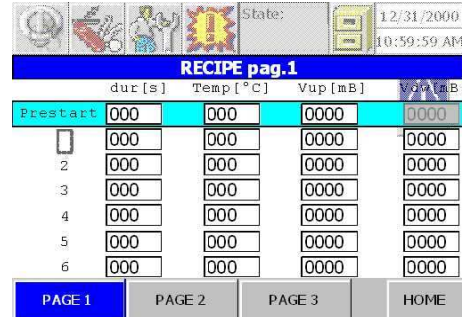 State:
12/31/2000
10:59:59 AM
RECIPE pag.1
dur[s] Temp[°C] Vup[mB]
Prestart 000 000 0000 0000
000 000 0000 0000
2 000 000 0000 0000
3 000 000 0000 0000
4 000 000 0000 0000
5 000 000 0000 0000
6 000 000 0000 0000
PAGE 1 PAGE 2 PAGE 3 HOME